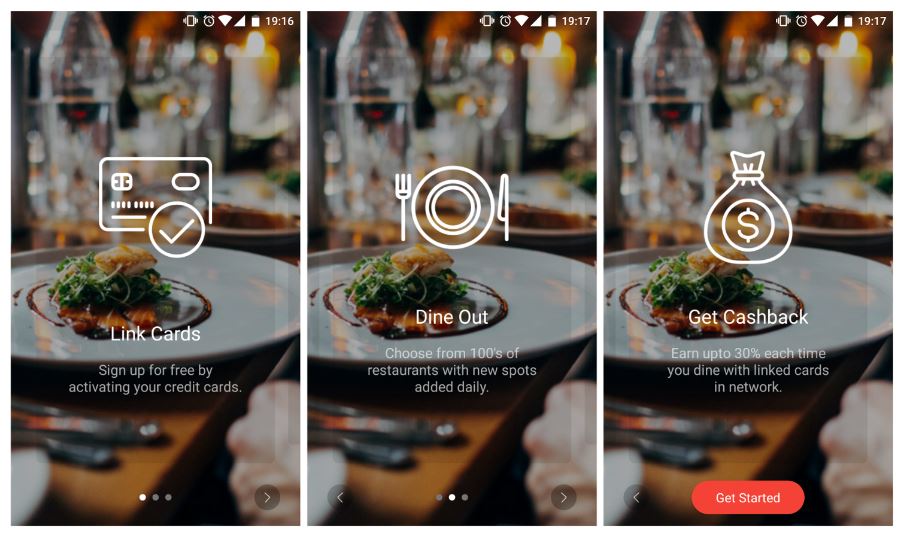 19:16
Link Cards
Sign up for free by
activating your credit cards.
19:17
Dine Out
Choose from 100's of
restaurants with new spots
added daily.
19:17
$
Get Cashback
Earn upto 30% each time
you dine with linked cards
in network.
Get Started